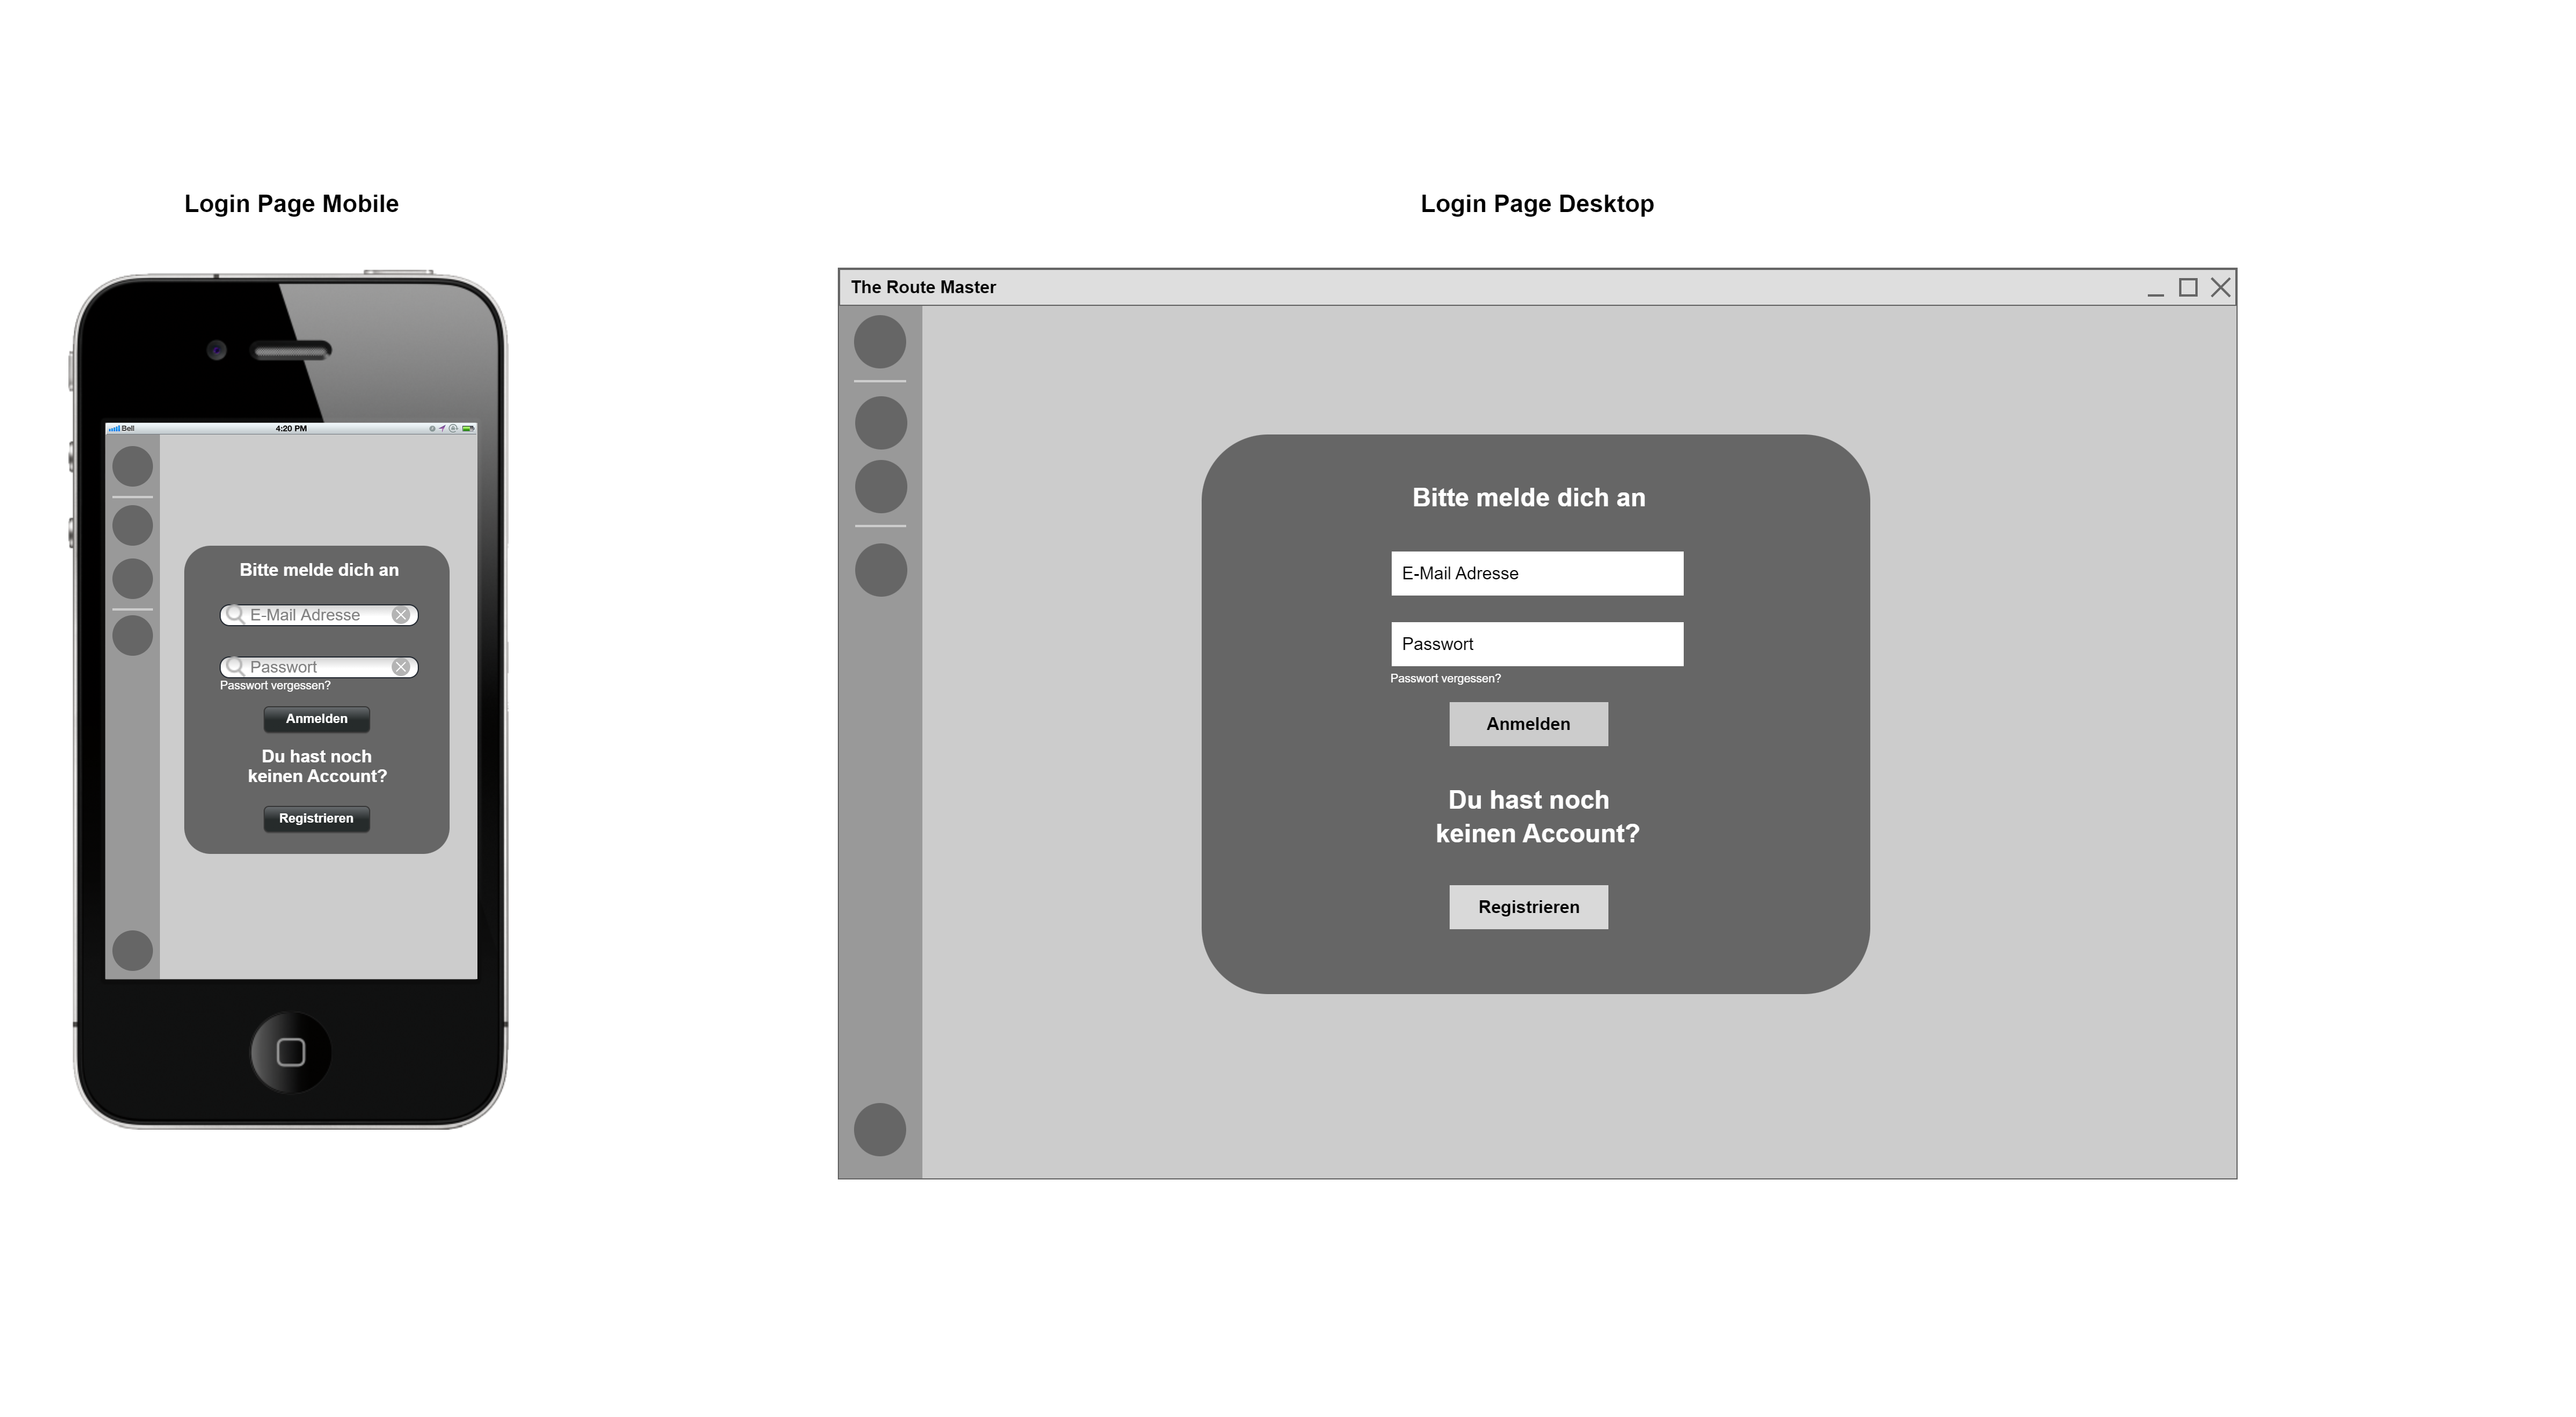 Login Page Mobile
Bell
4:20 PM
Bitte melde dich an
E-Mail Adresse
Passwort
Passwort vergessen?
Anmelden
Du hast noch
keinen Account?
Registrieren
Login Page Desktop
The Route Master
Bitte melde dich an
E-Mail Adresse
Passwort
Passwort vergessen?
Anmelden
Du hast noch
keinen Account?
Registrieren